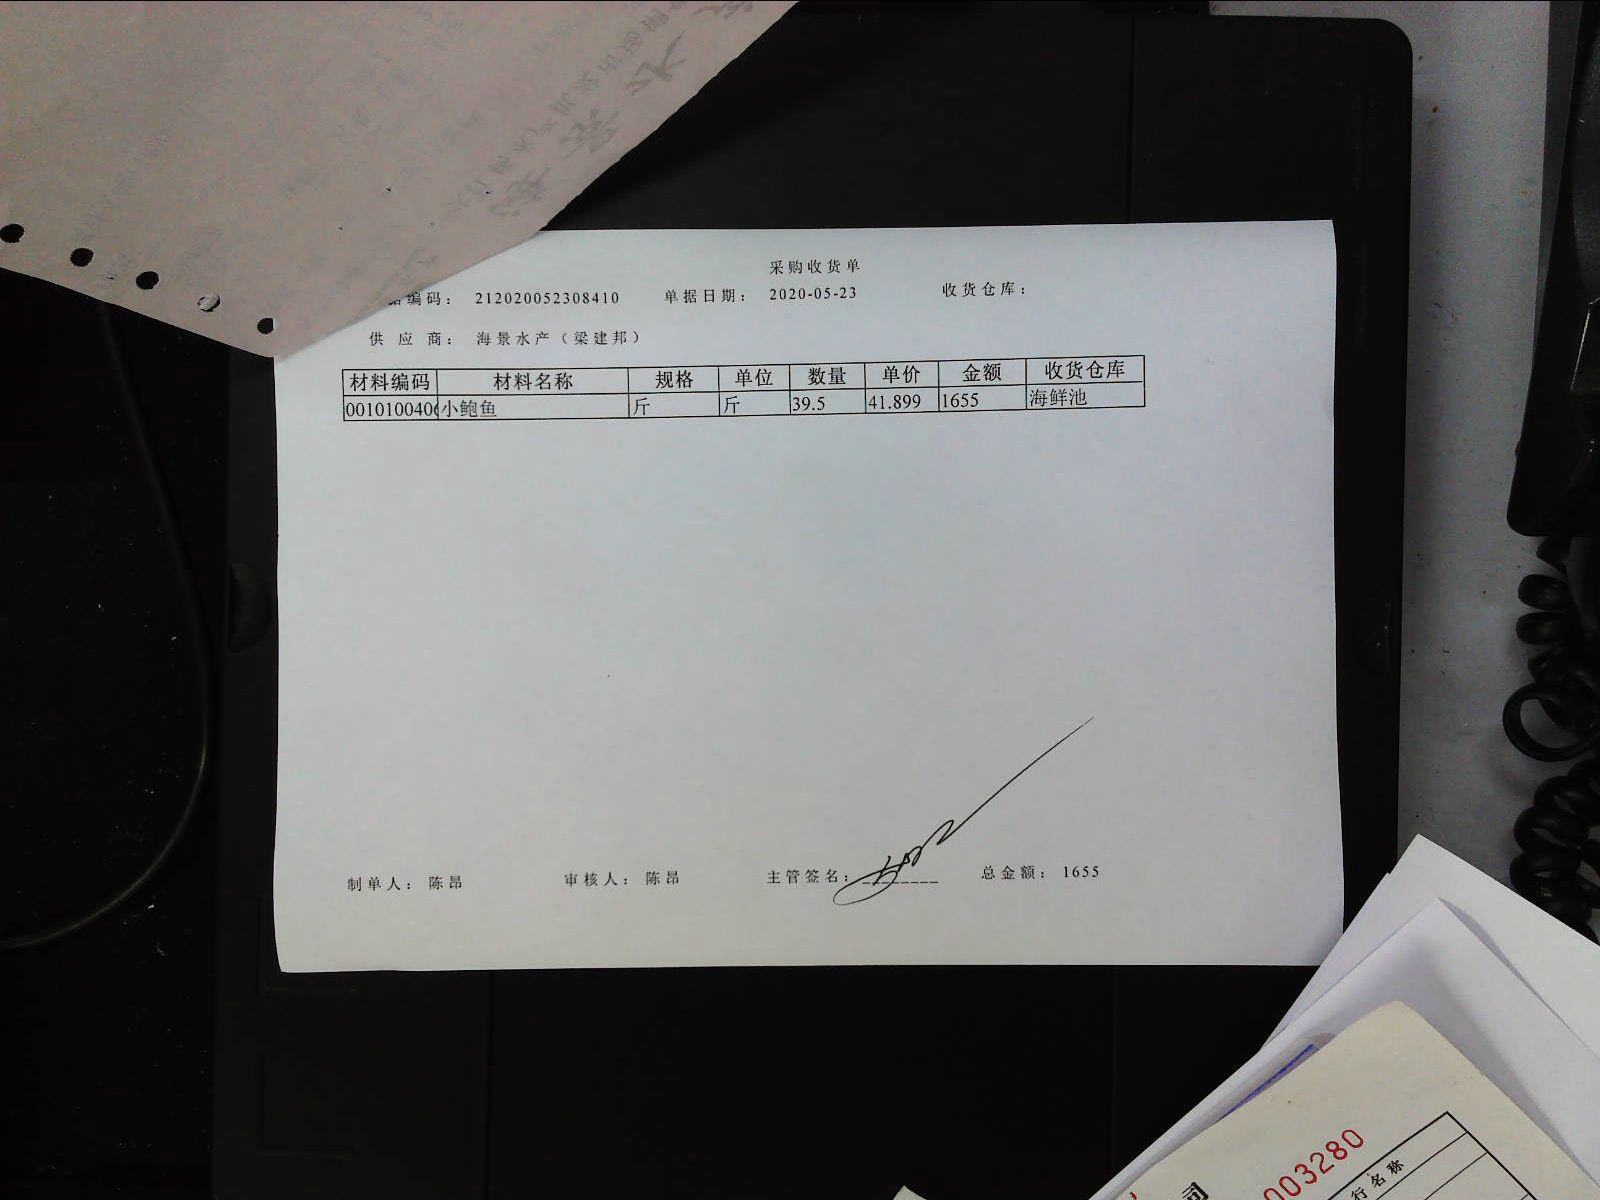 采购收货单
编码： 212020052308410 单据日期： 2020-05-23 收货仓库：
供 应 商： 海景水产（梁建邦）
材料编码 材料名称 规格 单位 数量 单价 金额 收货仓库
001010040 小鲍鱼 斤 斤 39.5 41.899 1655 海鲜池
制单人： 陈昂 审核人： 陈昂 主管签名： 总金额： 1655
003280
司
行名称